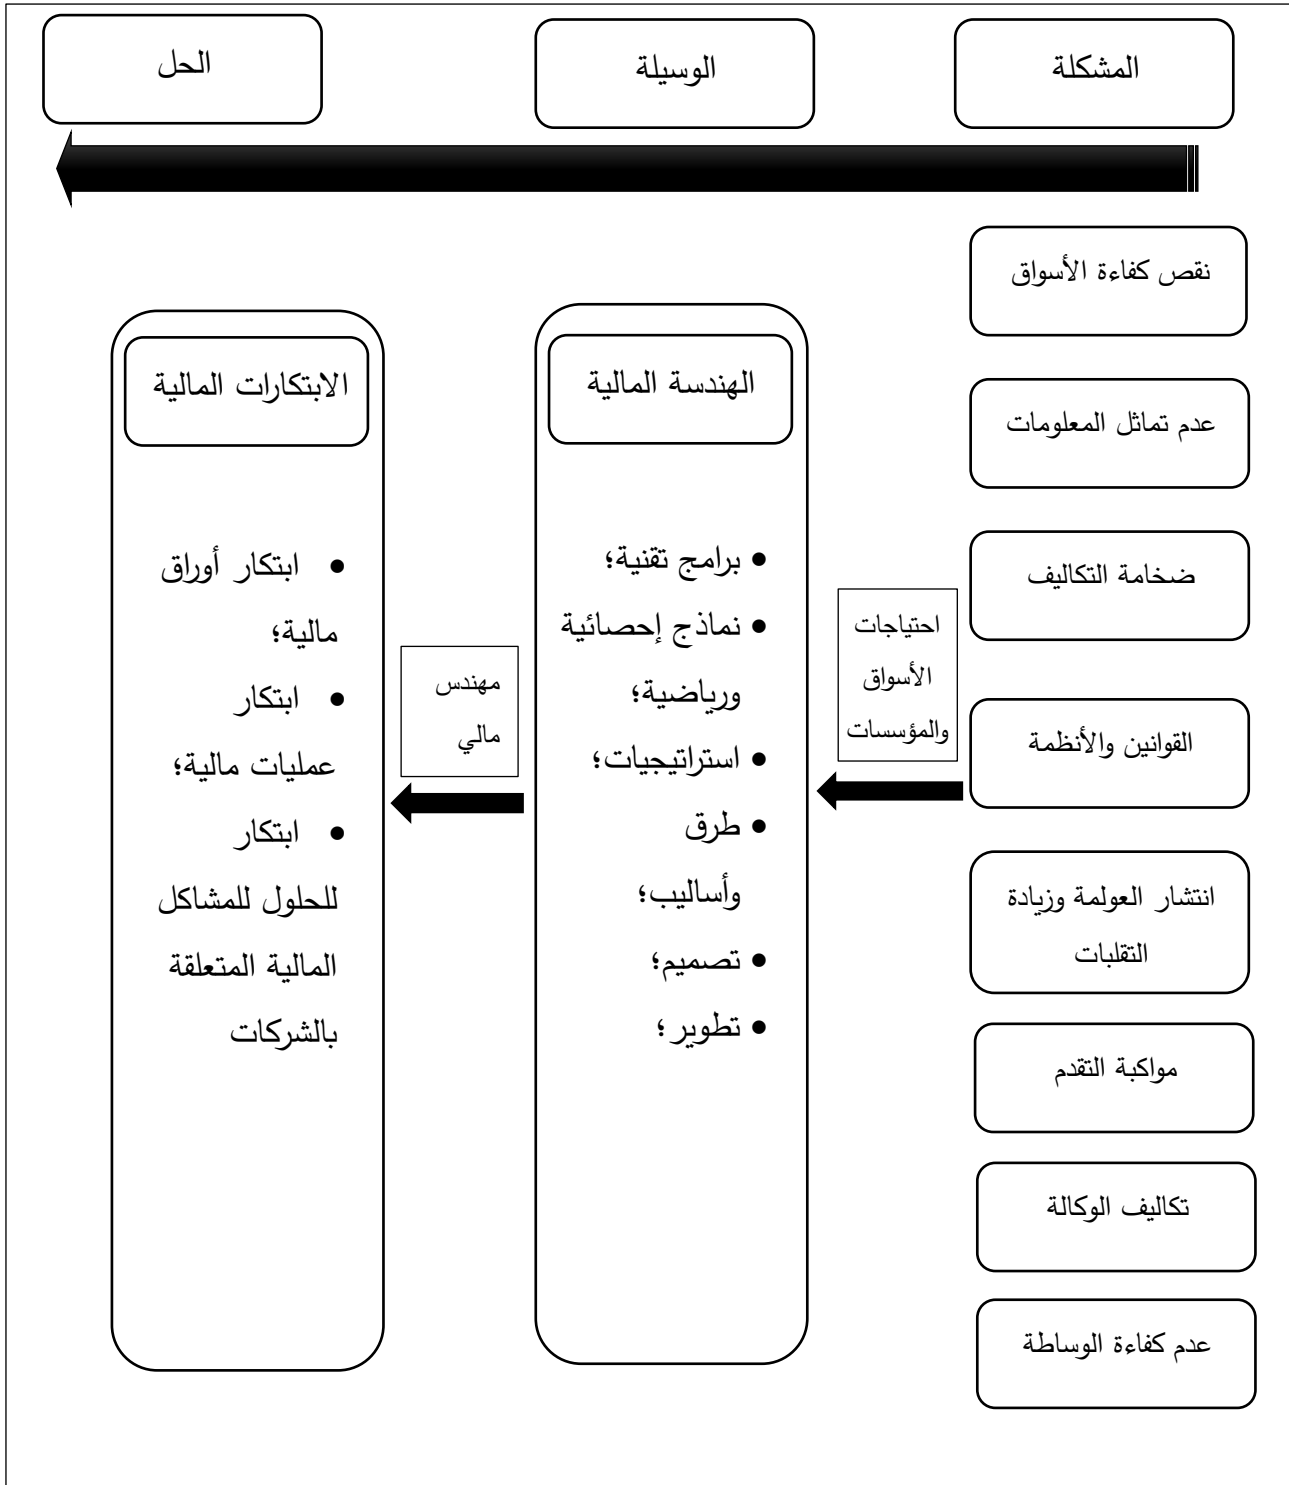 المشكلة
الوسيلة
الحل
نقص كفاءة الأسواق
عدم تماثل المعلومات
ضخامة التكاليف
القوانين والأنظمة
انتشار العولمة وزيادة
التقلبات
مواكبة التقدم
تكاليف الوكالة
عدم كفاءة الوساطة
احتياجات
الأسواق
والمؤسسات
الهندسة المالية
• برامج تقنية؛
• نماذج إحصائية
ورياضية؛
• استراتيجيات؛
• طرق
وأساليب؛
• تصميم؛
• تطوير؛
مهندس
مالي
الابتكارات المالية
• ابتكار أوراق
مالية؛
• ابتكار
عمليات مالية؛
• ابتكار
للحلول للمشاكل
المالية المتعلقة
بالشركات